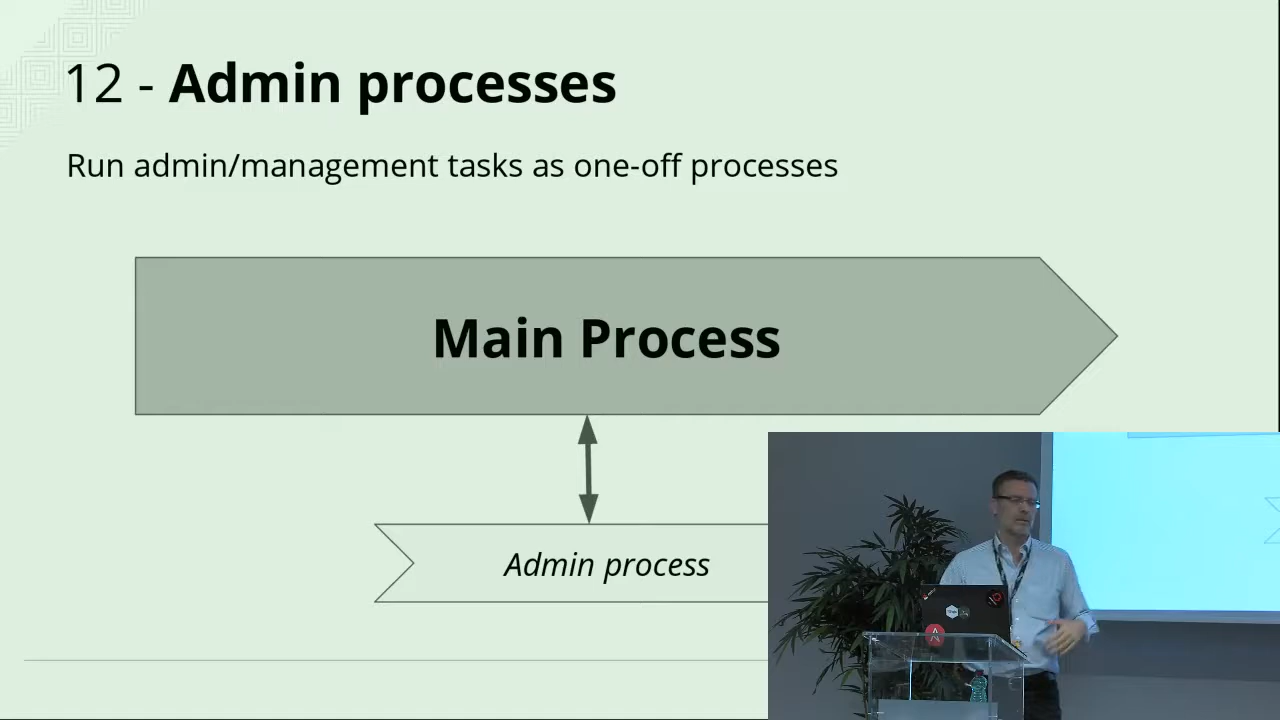 12 - Admin processes
Run admin/management tasks as one-off processes
Main Process
Admin process